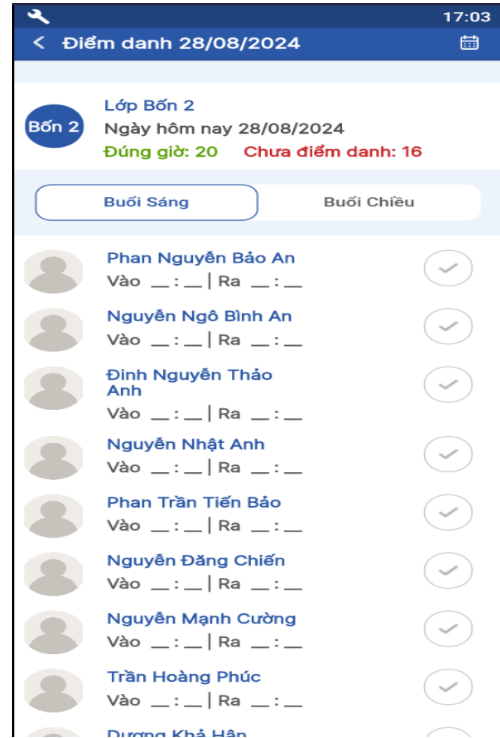 17:03
Điểm danh 28/08/2024
Lớp Bốn 2
Bốn 2
Ngày hôm nay 28/08/2024
Đúng giờ: 20 Chưa điểm danh: 16
Buổi Sáng Buổi Chiều
Phan Nguyễn Bảo An
Vào __ : __ | Ra __ : __
Nguyễn Ngô Bình An
Vào __ : __ | Ra __ : __
Đinh Nguyễn Thảo
Anh
Vào __ : __ | Ra __ : __
Nguyễn Nhật Anh
Vào __ : __ | Ra __ : __
Phan Trần Tiến Bảo
Vào __ : __ | Ra __ : __
Nguyễn Đăng Chiến
Vào __ : __ | Ra __ : __
Nguyễn Mạnh Cường
Vào __ : __ | Ra __ : __
Trần Hoàng Phúc
Vào __ : __ | Ra __ : __
Dương Khả Hân